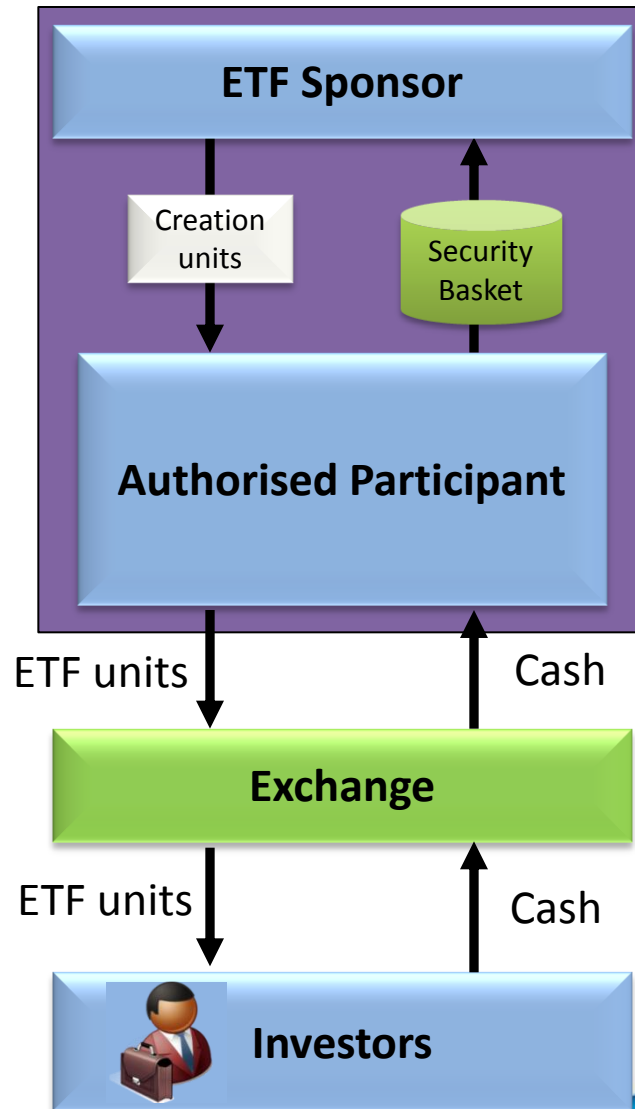 ETF Sponsor
Creation
units
Security
Basket
Authorised Participant
ETF units
Cash
Exchange
ETF units
Cash
Investors